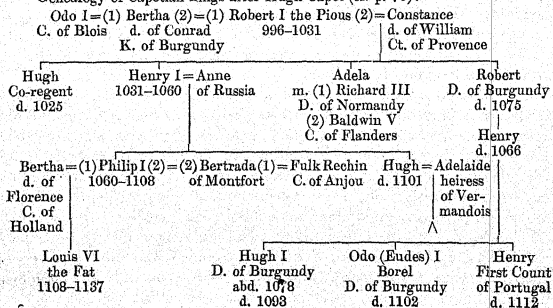 Odo I=(1) Bertha (2)=(1) Robert I the Pious (2)=Constance
C. of Blois d. of Conrad 996–1031 d. of William
K. of Burgundy Ct. of Provence
Hugh Henry I=Anne Adela Robert
Co-regent 1031–1060 of Russia m. (1) Richard III D. of Burgundy
d. 1025 D. of Normandy d. 1075
(2) Baldwin V
C. of Flanders Henry
d. 1066
Bertha=(1)Philip I(2)=(2)Bertrada(1)=Fulk Rechin Hugh=Adelaide
d. of 1060–1108 of Montfort C. of Anjou d. 1101 heiress
Florence of Ver-
C. of mandois
Holland
Louis VI Hugh I Odo (Eudes) I Henry
the Fat D. of Burgundy Borel First Count
1108–1137 abd. 1078 D. of Burgundy of Portugal
d. 1093 d. 1102 d. 1112